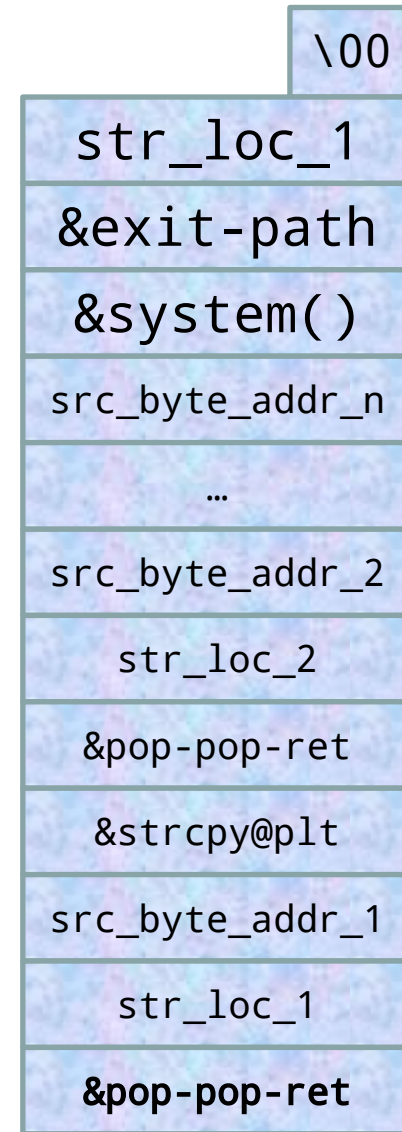 \00
str_loc_1
&exit-path
&system()
src_byte_addr_n
…
src_byte_addr_2
str_loc_2
&pop-pop-ret
&strcpy@plt
src_byte_addr_1
str_loc_1
&pop-pop-ret